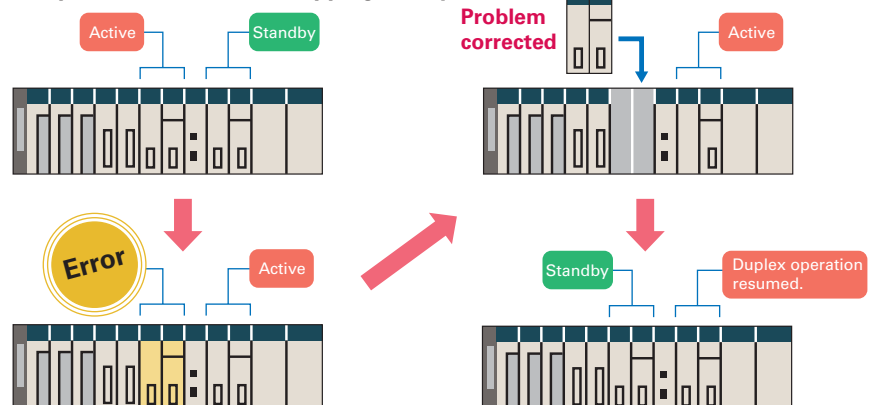 Active
Standby
Problem
corrected
Active
Error
Active
Standby
Duplex operation
resumed.